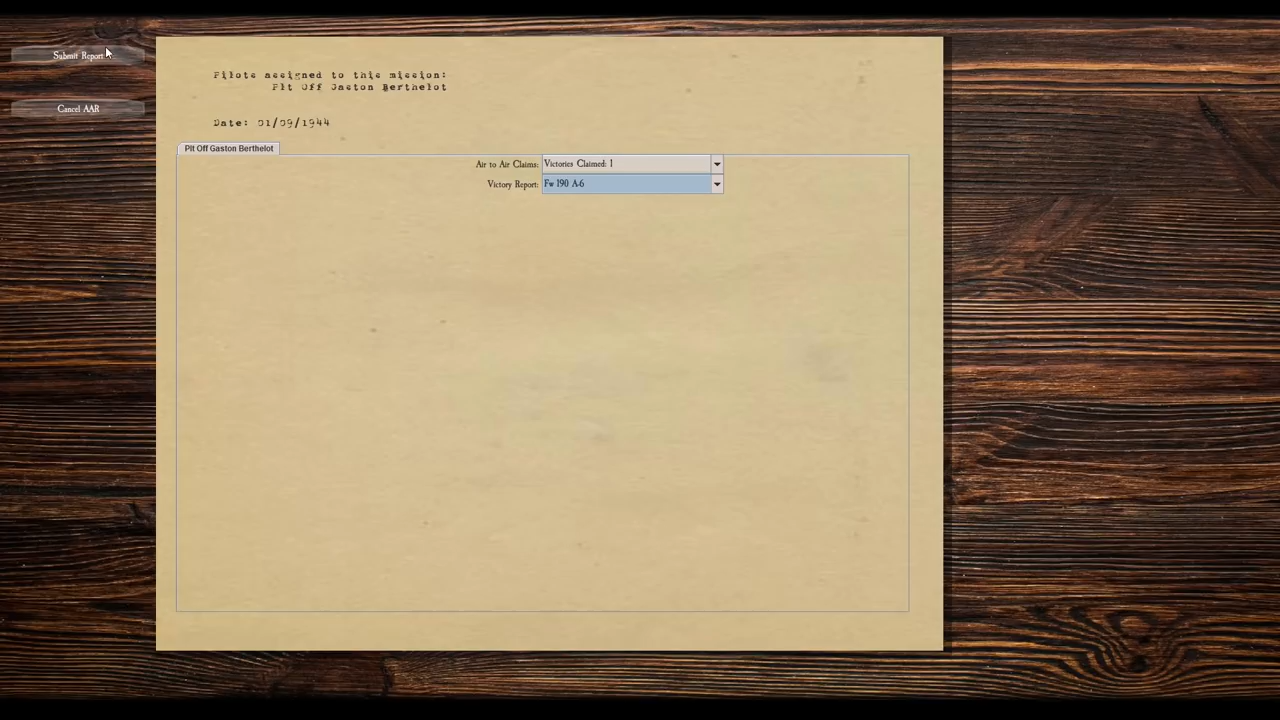 Submit Report
Cancel AAR
Pilots assigned to this mission:
Plt Off Gaston Berthelot
Date: 01/09/1944
Plt Off Gaston Berthelot
Air to Air Claims:
Victories Claimed: 1
Victory Report:
Fw 190 A-6